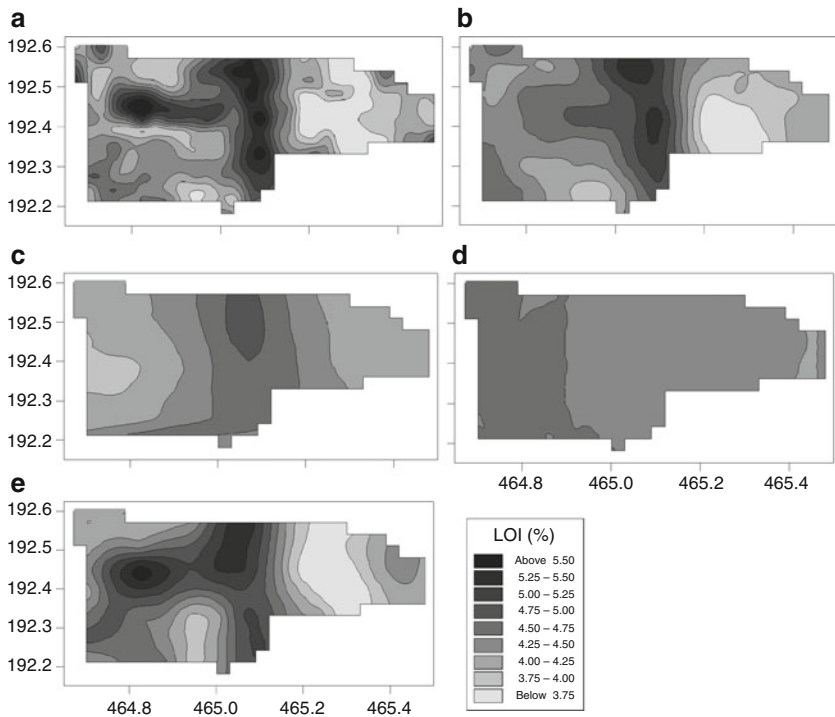 a
b
192.6
192.5
192.4
192.3
192.2
c
d
192.6
192.5
192.4
192.3
192.2
464.8 465.0 465.2 465.4
e
192.6
192.5
192.4
192.3
192.2
464.8 465.0 465.2 465.4
LOI (%)
Above 5.50
5.25 – 5.50
5.00 – 5.25
4.75 – 5.00
4.50 – 4.75
4.25 – 4.50
4.00 – 4.25
3.75 – 4.00
Below 3.75